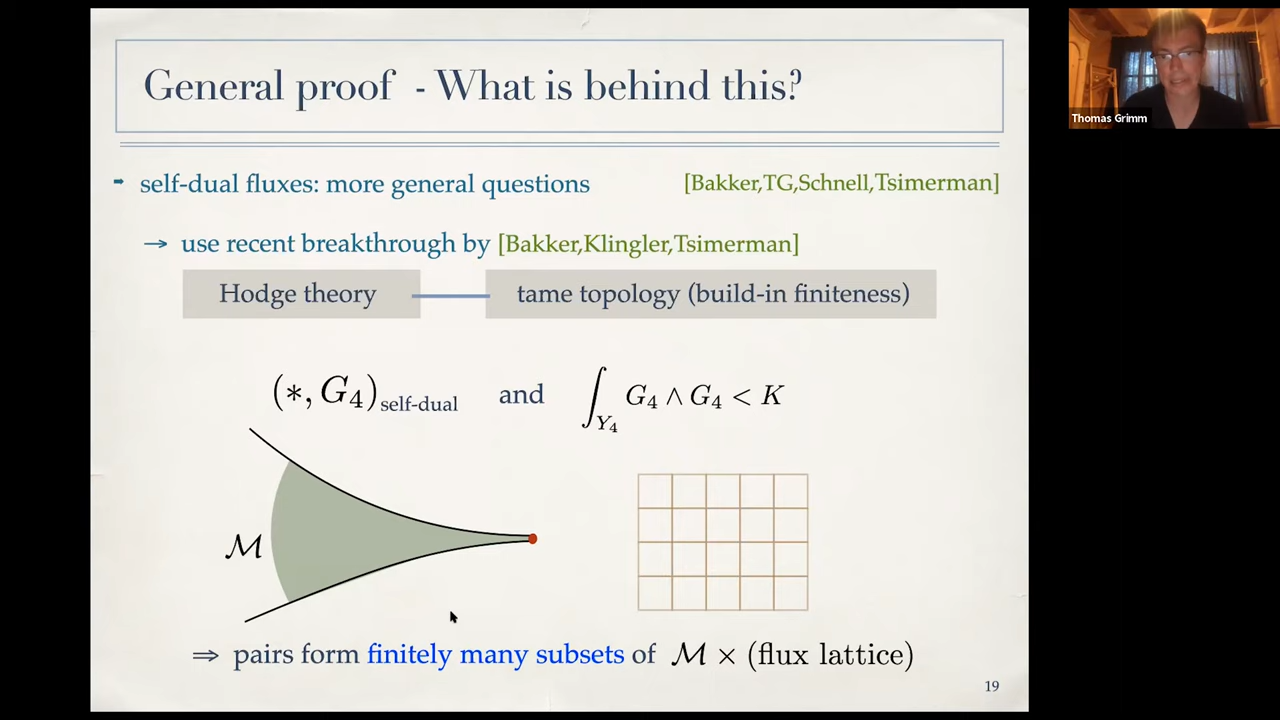 General proof - What is behind this?
➡ self-dual fluxes: more general questions [Bakker,TG,Schnell,Tsimerman]
→ use recent breakthrough by [Bakker,Klingler,Tsimerman]
Hodge theory tame topology (build-in finiteness)
(∗, G₄)self-dual and ∫Y₄ G₄ ∧ G₄ < K
ℳ
⇒ pairs form finitely many subsets of ℳ × (flux lattice)
19
Thomas Grimm